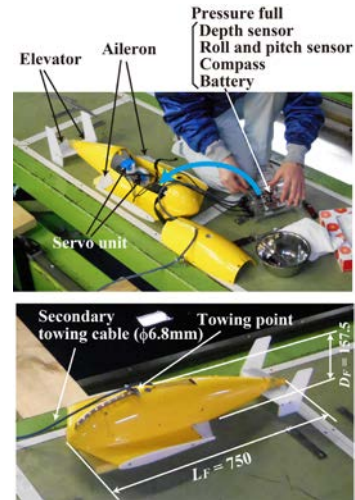 Pressure full
Depth sensor
Roll and pitch sensor
Compass
Battery
Elevator
Aileron
Servo unit
Secondary
towing cable (ϕ6.8mm)
Towing point
DF = 157.5
LF = 750